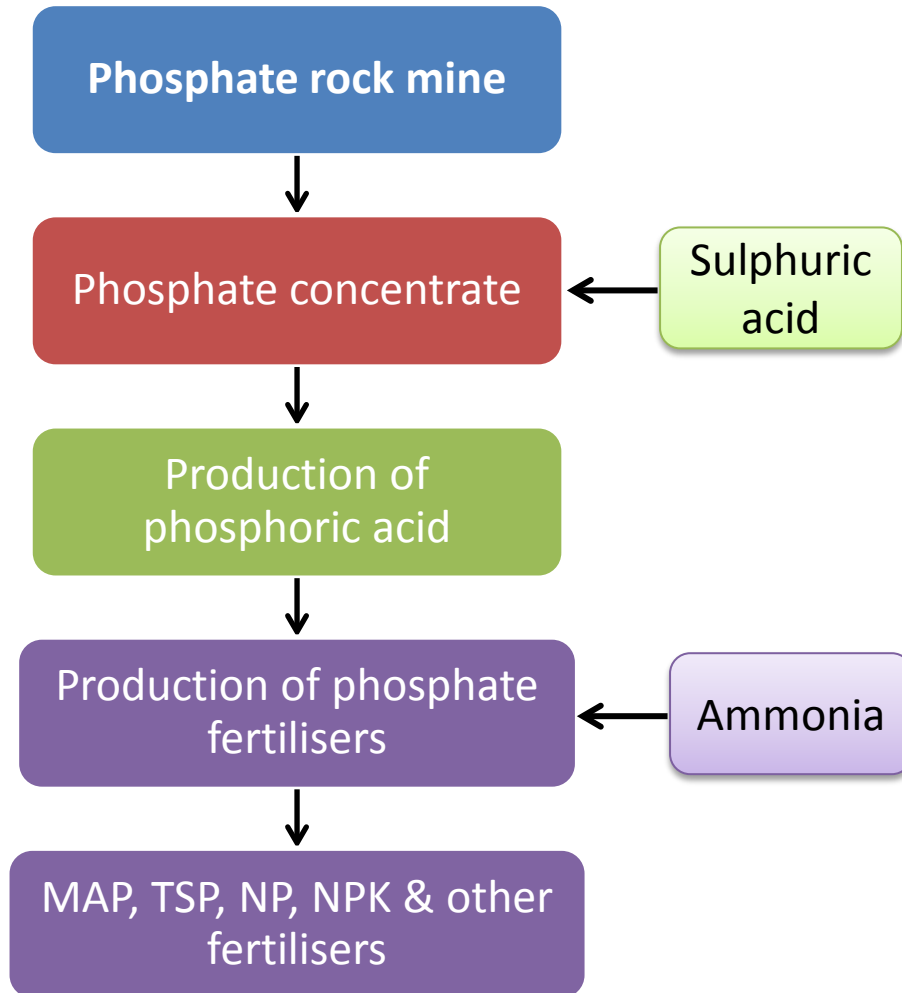 Phosphate rock mine
Phosphate concentrate
Sulphuric
acid
Production of
phosphoric acid
Production of phosphate
fertilisers
Ammonia
MAP, TSP, NP, NPK & other
fertilisers